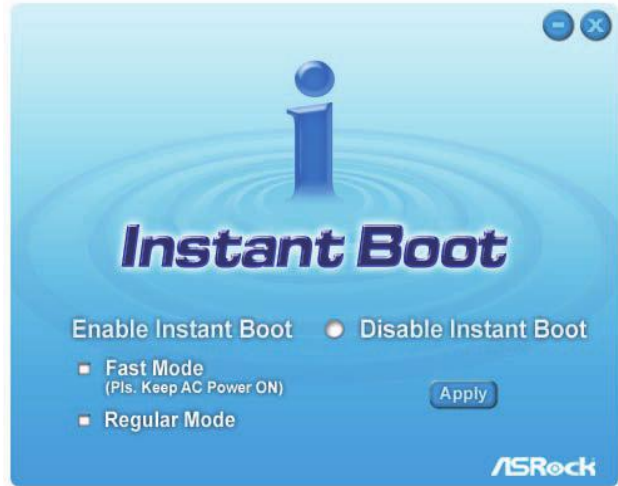 i
Instant Boot
Enable Instant Boot
Disable Instant Boot
Fast Mode
(Pls. Keep AC Power ON)
Regular Mode
Apply
ASRock